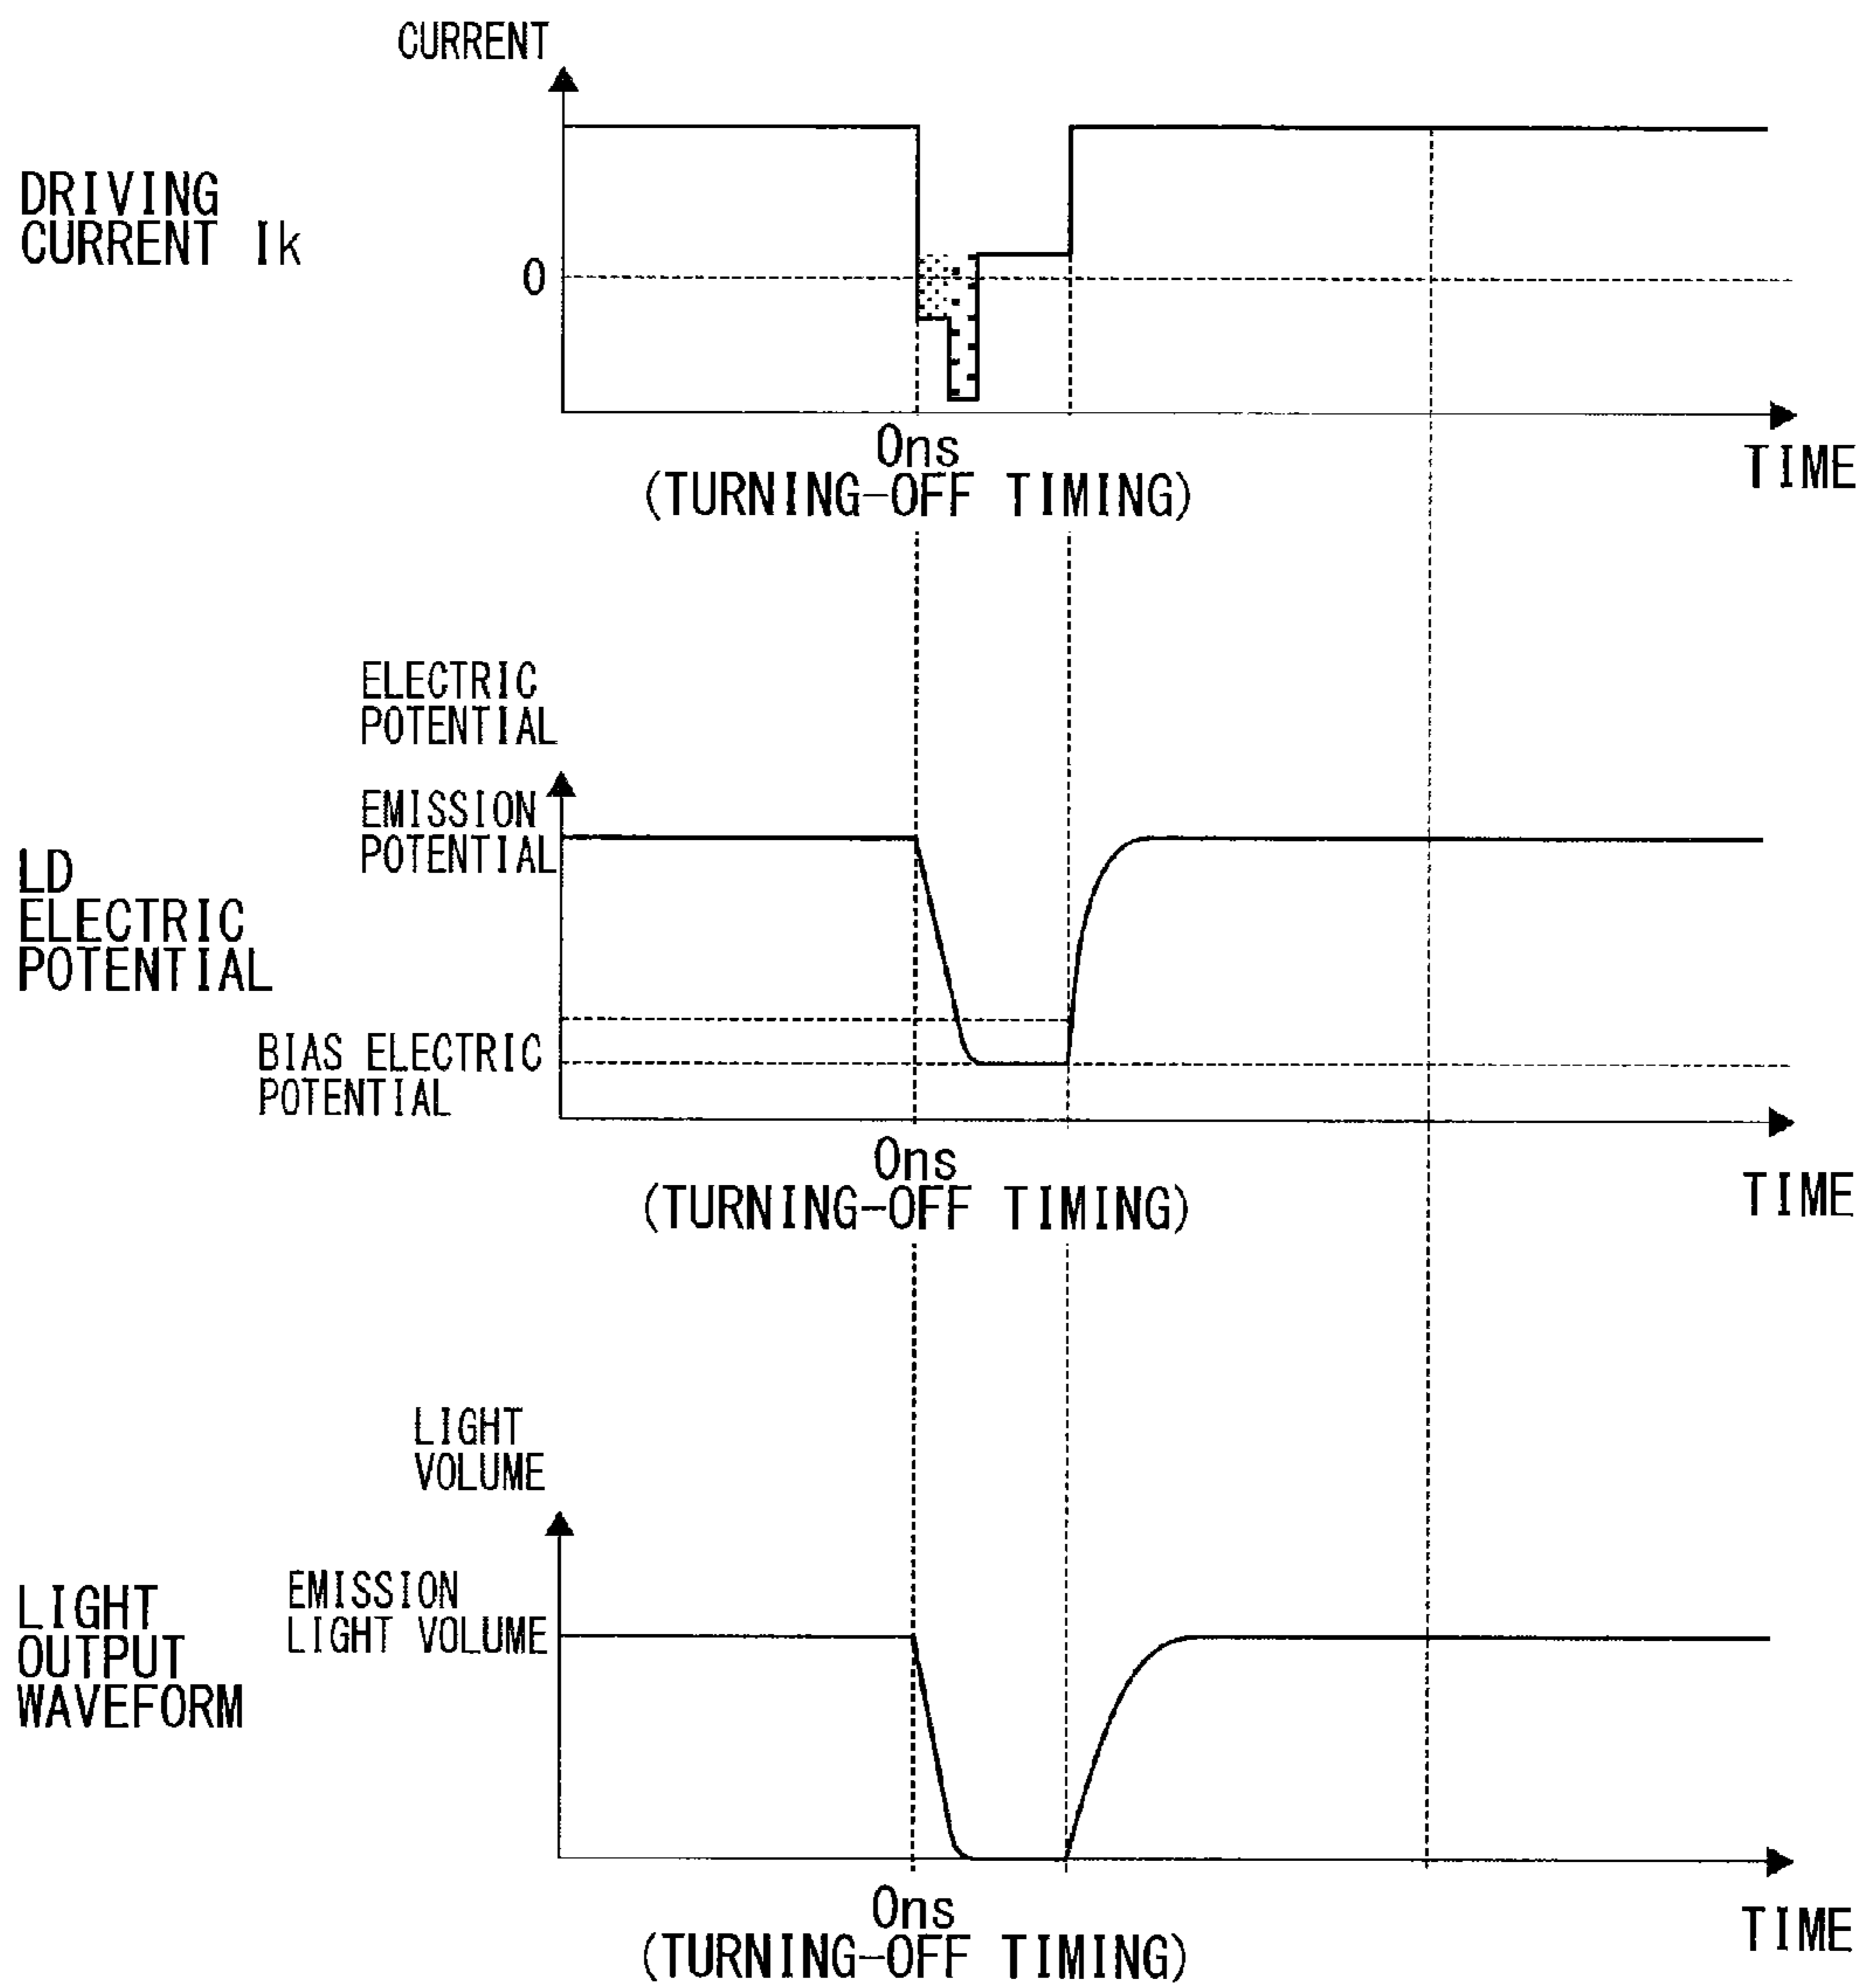 CURRENT
DRIVING
CURRENT Ik
0
0ns
(TURNING-OFF TIMING)
TIME
ELECTRIC
POTENTIAL
EMISSION
POTENTIAL
LD
ELECTRIC
POTENTIAL
BIAS ELECTRIC
POTENTIAL
0ns
(TURNING-OFF TIMING)
TIME
LIGHT
VOLUME
EMISSION
LIGHT VOLUME
LIGHT
OUTPUT
WAVEFORM
0ns
(TURNING-OFF TIMING)
TIME